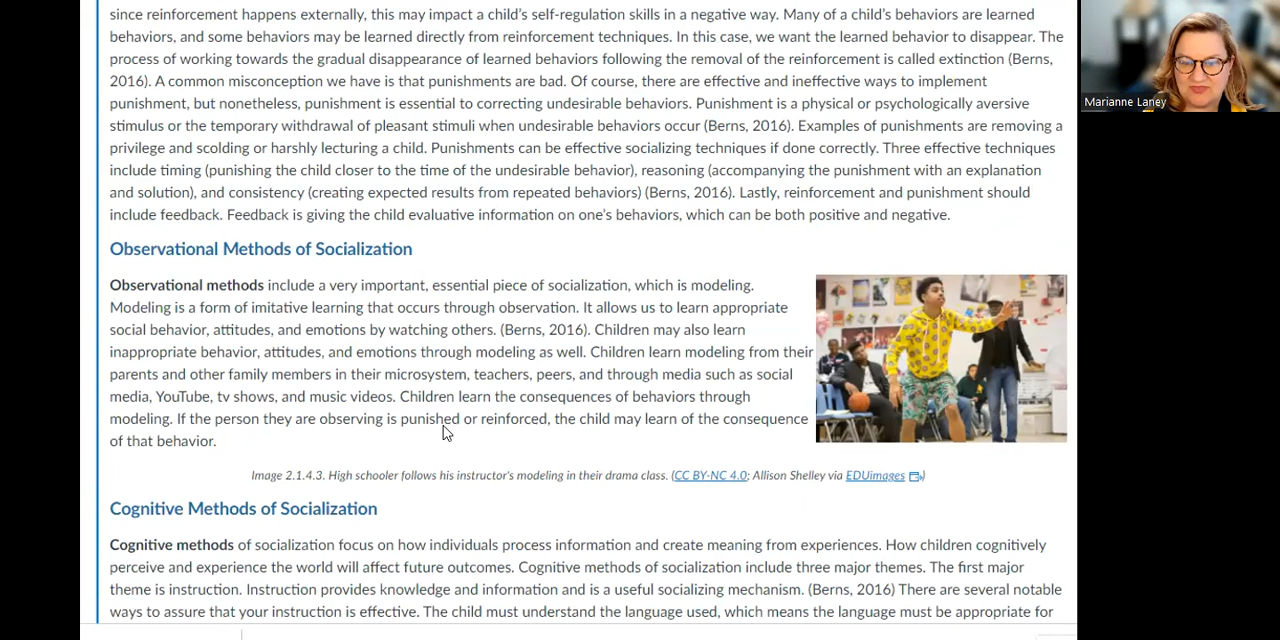 since reinforcement happens externally, this may impact a child's self-regulation skills in a negative way. Many of a child's behaviors are learned
behaviors, and some behaviors may be learned directly from reinforcement techniques. In this case, we want the learned behavior to disappear. The
process of working towards the gradual disappearance of learned behaviors following the removal of the reinforcement is called extinction (Berns,
2016). A common misconception we have is that punishments are bad. Of course, there are effective and ineffective ways to implement
punishment, but nonetheless, punishment is essential to correcting undesirable behaviors. Punishment is a physical or psychologically aversive
stimulus or the temporary withdrawal of pleasant stimuli when undesirable behaviors occur (Berns, 2016). Examples of punishments are removing a
privilege and scolding or harshly lecturing a child. Punishments can be effective socializing techniques if done correctly. Three effective techniques
include timing (punishing the child closer to the time of the undesirable behavior), reasoning (accompanying the punishment with an explanation
and solution), and consistency (creating expected results from repeated behaviors) (Berns, 2016). Lastly, reinforcement and punishment should
include feedback. Feedback is giving the child evaluative information on one's behaviors, which can be both positive and negative.
Observational Methods of Socialization
Observational methods include a very important, essential piece of socialization, which is modeling.
Modeling is a form of imitative learning that occurs through observation. It allows us to learn appropriate
social behavior, attitudes, and emotions by watching others. (Berns, 2016). Children may also learn
inappropriate behavior, attitudes, and emotions through modeling as well. Children learn modeling from their
parents and other family members in their microsystem, teachers, peers, and through media such as social
media, YouTube, tv shows, and music videos. Children learn the consequences of behaviors through
modeling. If the person they are observing is punished or reinforced, the child may learn of the consequence
of that behavior.
Image 2.1.4.3. High schooler follows his instructor's modeling in their drama class. (CC BY-NC 4.0; Allison Shelley via EDUimages )
Cognitive Methods of Socialization
Cognitive methods of socialization focus on how individuals process information and create meaning from experiences. How children cognitively
perceive and experience the world will affect future outcomes. Cognitive methods of socialization include three major themes. The first major
theme is instruction. Instruction provides knowledge and information and is a useful socializing mechanism. (Berns, 2016) There are several notable
ways to assure that your instruction is effective. The child must understand the language used, which means the language must be appropriate for
Marianne Laney